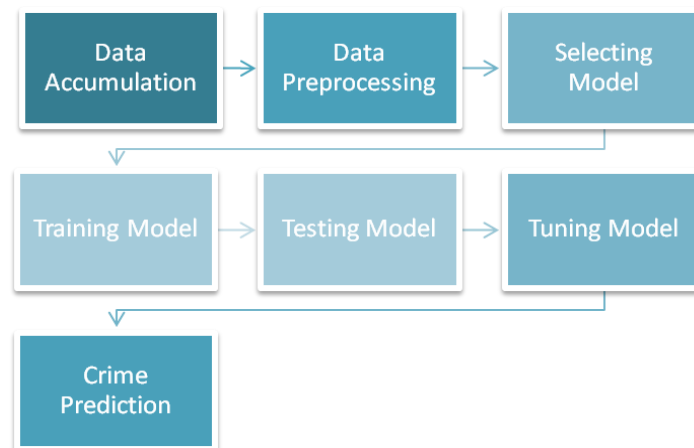 Data
Accumulation
Data
Preprocessing
Selecting
Model
Training Model
Testing Model
Tuning Model
Crime
Prediction